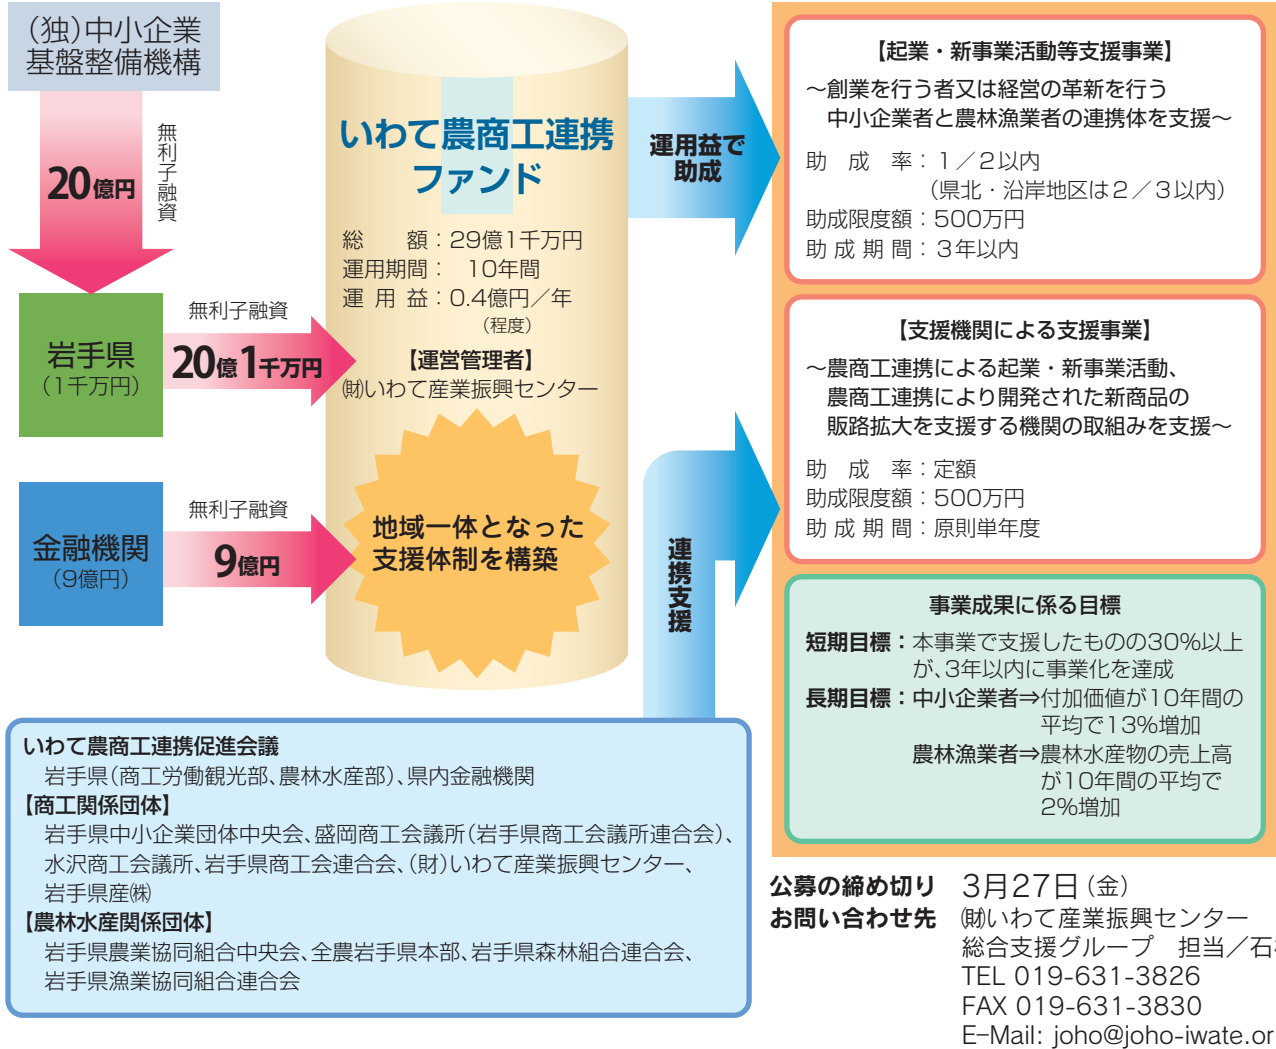 (独)中小企業
基盤整備機構
無利子融資
20億円
岩手県
(1千万円)
無利子融資
20億1千万円
金融機関
(9億円)
無利子融資
9億円
いわて農商工連携
ファンド
総　　額：29億1千万円
運用期間：　10年間
運 用 益：0.4億円／年
(程度)
【運営管理者】
㈶いわて産業振興センター
地域一体となった
支援体制を構築
運用益で
助成
連携支援
【起業・新事業活動等支援事業】
～創業を行う者又は経営の革新を行う
中小企業者と農林漁業者の連携体を支援～
助　成　率：１／２以内
（県北・沿岸地区は２／３以内）
助成限度額：500万円
助 成 期 間：３年以内
【支援機関による支援事業】
～農商工連携による起業・新事業活動、
農商工連携により開発された新商品の
販路拡大を支援する機関の取組みを支援～
助　成　率：定額
助成限度額：500万円
助 成 期 間：原則単年度
事業成果に係る目標
短期目標：本事業で支援したものの30%以上
が、3年以内に事業化を達成
長期目標：中小企業者⇒付加価値が10年間の
平均で13%増加
農林漁業者⇒農林水産物の売上高
が10年間の平均で
2%増加
いわて農商工連携促進会議
岩手県(商工労働観光部、農林水産部)、県内金融機関
【商工関係団体】
岩手県中小企業団体中央会、盛岡商工会議所(岩手県商工会議所連合会)、
水沢商工会議所、岩手県商工会連合会、(財)いわて産業振興センター、
岩手県産㈱
【農林水産関係団体】
岩手県農業協同組合中央会、全農岩手県本部、岩手県森林組合連合会、
岩手県漁業協同組合連合会
公募の締め切り　3月27日(金)
お問い合わせ先　㈶いわて産業振興センター
総合支援グループ　担当／石
TEL 019-631-3826
FAX 019-631-3830
E-Mail: joho@joho-iwate.or